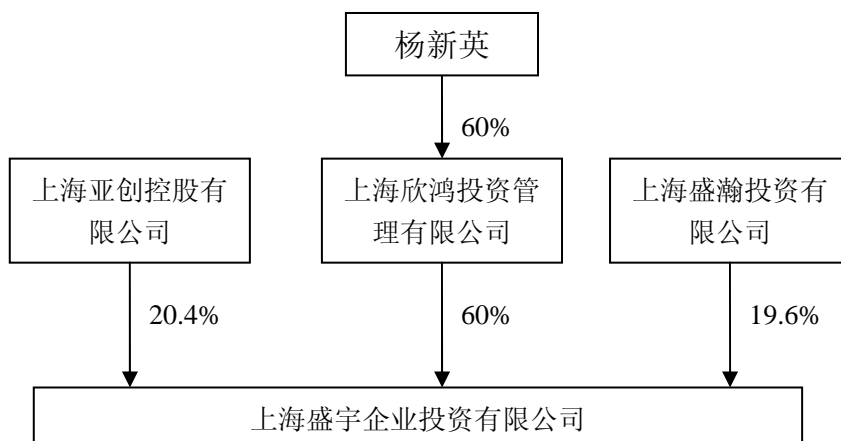 杨新英
60%
上海亚创控股有
限公司
上海欣鸿投资管
理有限公司
上海盛瀚投资有
限公司
20.4%
60%
19.6%
上海盛宇企业投资有限公司